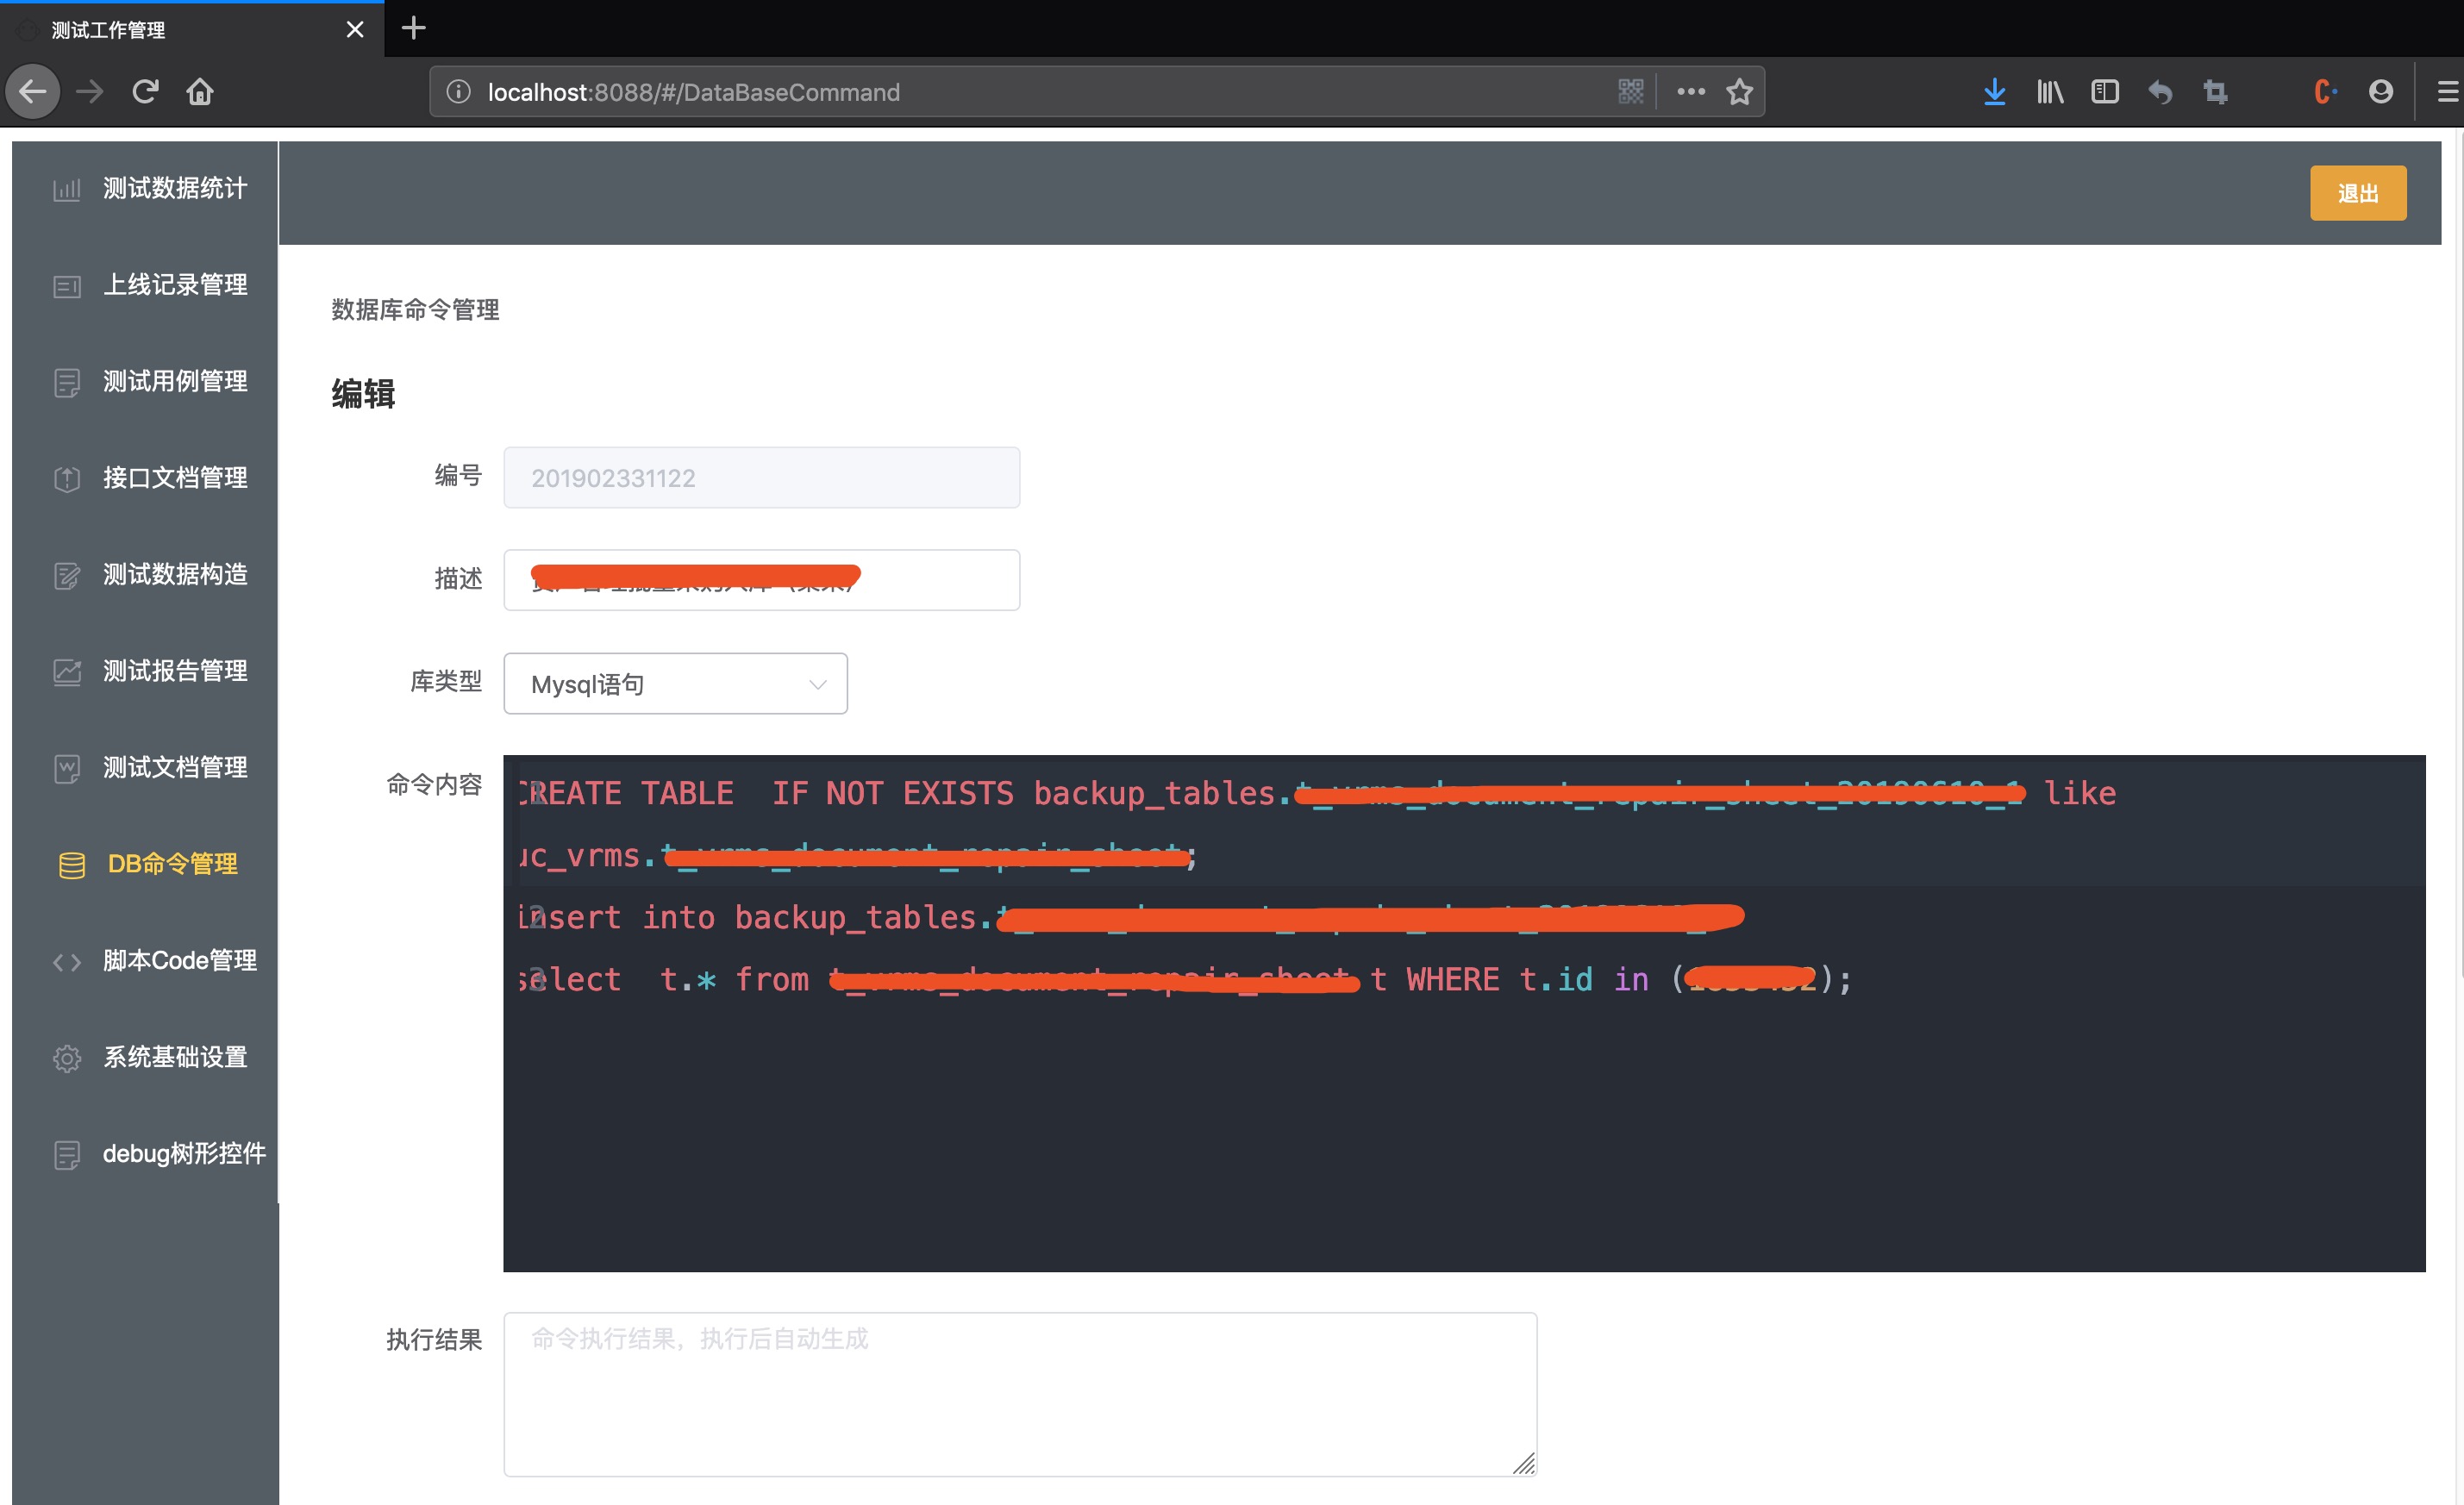 测试工作管理
localhost:8088/#/DataBaseCommand
退出
测试数据统计
上线记录管理
测试用例管理
接口文档管理
测试数据构造
测试报告管理
测试文档管理
DB命令管理
脚本Code管理
系统基础设置
debug树形控件
数据库命令管理
编辑
编号 201902331122
描述
库类型 Mysql语句
命令内容
CREATE TABLE IF NOT EXISTS backup_tables. like
uc_vrms. ;
insert into backup_tables.
select t.* from t WHERE t.id in ( );
执行结果 命令执行结果，执行后自动生成